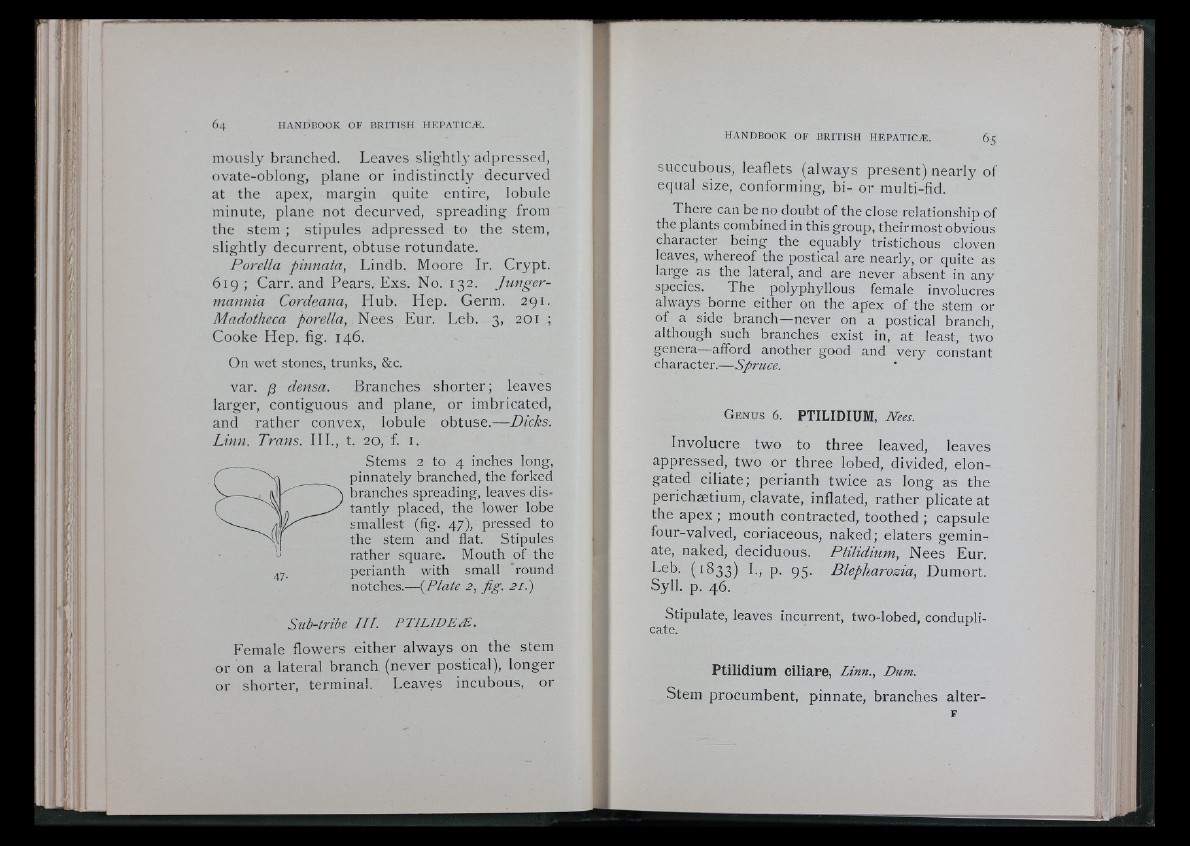 64 HANDBOOK OF BRITISH HEPATICÆ.
mously branched. Leaves slightly adpressed,
ovate-oblong, plane or indistinctly decurved
at the apex, margin quite entire, lobule
minute, plane not decurved, spreading from
the stem ; stipules adpressed to the stem,
slightly decurrent, obtuse rotundate.
Porella pinnata, Lindb. Moore Ir. Crypt.
619 ; Carr. and Pears. Exs. No. 132. Junger-
mannia Cordeana, Hub. Hep. Germ. 291.
Madotheca porella, Nees Eur. Leb. 3, 201 ;
Cooke Hep. fig. 146.
On wet stones, trunks, &c.
var. β densa. Branches shorter; leaves
larger, contiguous and plane, or imbricated,
and rather convex, lobule obtuse.—Dicks.
Linn. Trans. III., t. 20, f. 1.
Stems 2 to 4 inches long,
pinnately branched, the forked
branches spreading, leaves dis-
tantly placed, the lower lobe
smallest (fig. 47), pressed to
the stem and flat. Stipules
rather square. Mouth of the
perianth with small round
notches.—(Plate 2, fig. 21.)
47.
Sub-tribe III. PTILIDEÆ.
Female flowers either always on the stem
or on a lateral branch (never postical), longer
or shorter, terminal. Leaves incubous, or
HANDBOOK OF BRITISH HEPATICÆ. 65
succubous, leaflets (always present) nearly of
equal size, conforming, bi- or multi-fid.
There can be no doubt of the close relationship of
the plants combined in this group, their most obvious
character being the equably tristichous cloven
leaves, whereof the postical are nearly, or quite as
large as the lateral, and are never absent in any
species. The polyphyllous female involucres
always borne either on the apex of the stem or
of a side branch—never on a postical branch,
although such branches exist in, at least, two
genera—afford another good and very constant
character.—Spruce.
GENUS 6. PTILIDIUM, Nees.
Involucre two to three leaved, leaves
appressed, two or three lobed, divided, elon-
gated ciliate; perianth twice as long as the
perichætium, clavate, inflated, rather plicate at
the apex ; mouth contracted, toothed ; capsule
four-valved, coriaceous, naked; elaters gemin-
ate, naked, deciduous. Ptilidium, Nees Eur.
Leb. (1833) I., p. 95. Blepharozia, Dumort.
Syll. p. 46.
Stipulate, leaves incurrent, two-lobed, condupli-
cate.
Ptilidium ciliare, Linn., Dum.
Stem procumbent, pinnate, branches alter-
F